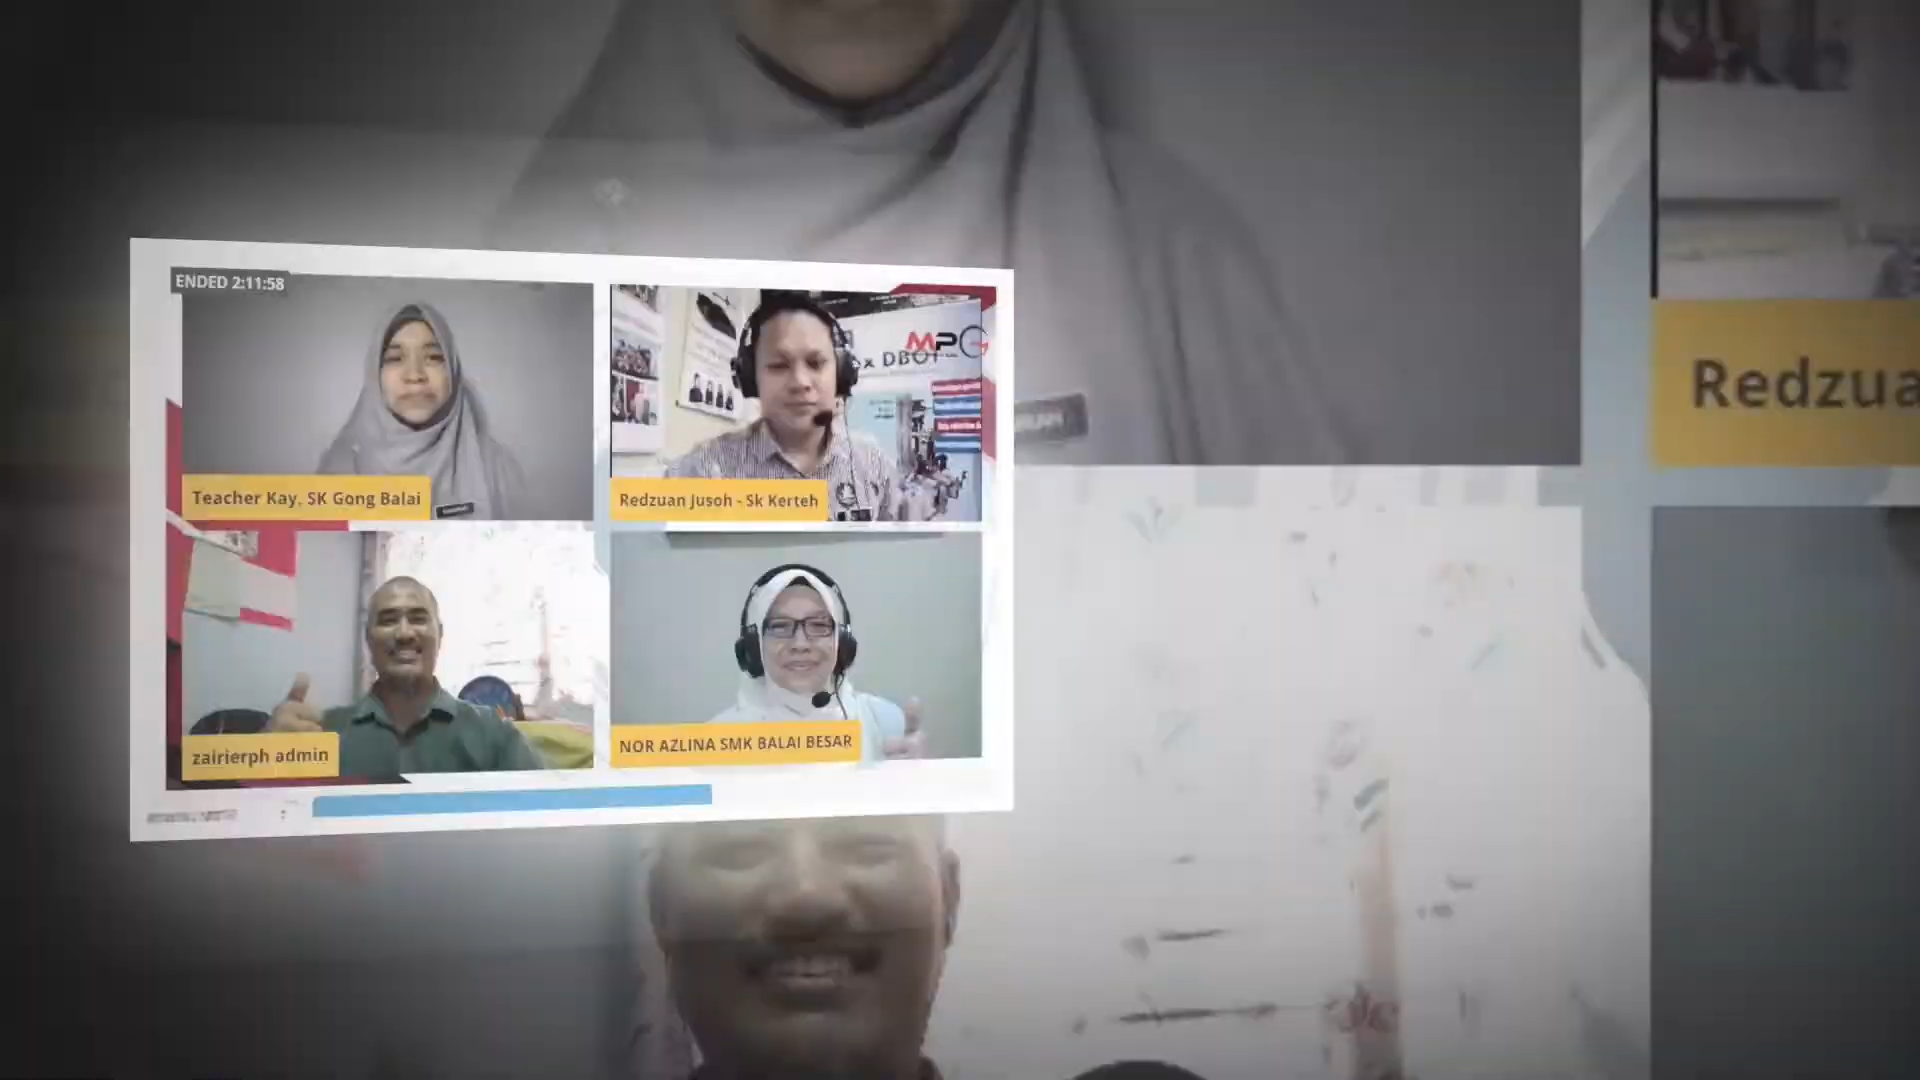 ENDED 2:11:58
MPG
x DBOT
Teacher Kay, SK Gong Balai
Redzuan Jusoh - Sk Kerteh
zairierph admin
NOR AZLINA SMK BALAI BESAR
Redzua